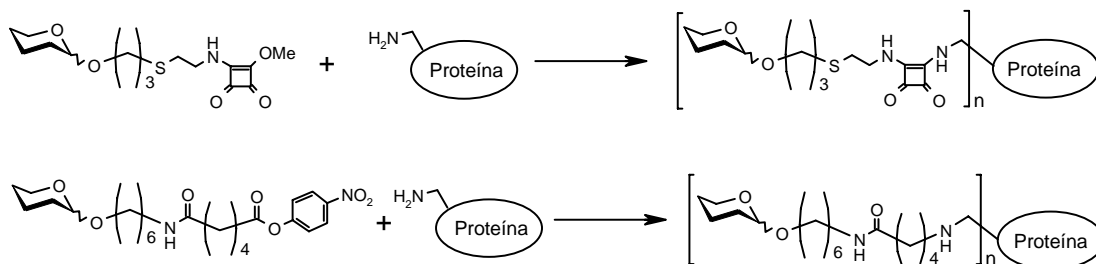 O O 3 S H N OMe O O + H2N Proteína O O 3 S H N N H O O n Proteína
O O 6 N H O 4 O O NO2 + H2N Proteína O O 6 N H O 4 H N n Proteína